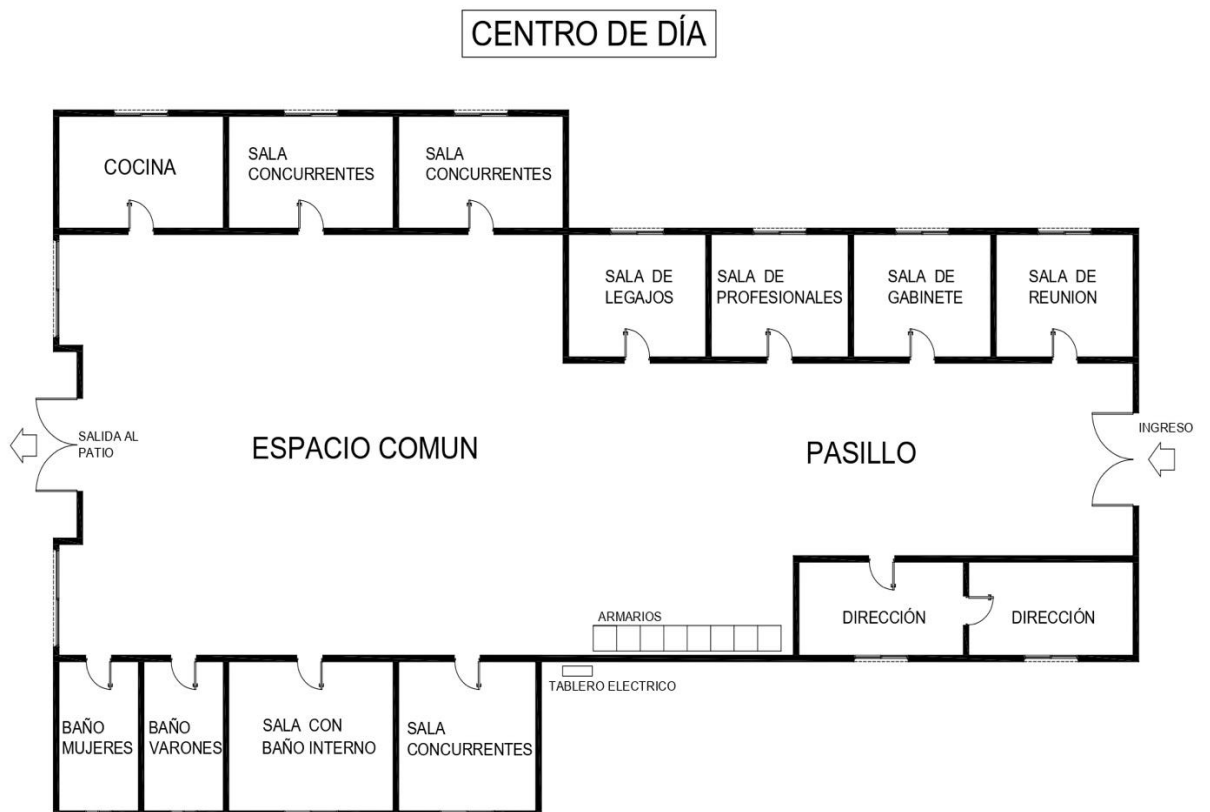 CENTRO DE DÍA
COCINA
SALA
CONCURRENTES
SALA
CONCURRENTES
SALA DE
LEGAJOS
SALA DE
PROFESIONALES
SALA DE
GABINETE
SALA DE
REUNION
SALIDA AL
PATIO
ESPACIO COMUN
PASILLO
INGRESO
ARMARIOS
DIRECCIÓN
DIRECCIÓN
TABLERO ELECTRICO
BAÑO
MUJERES
BAÑO
VARONES
SALA CON
BAÑO INTERNO
SALA
CONCURRENTES